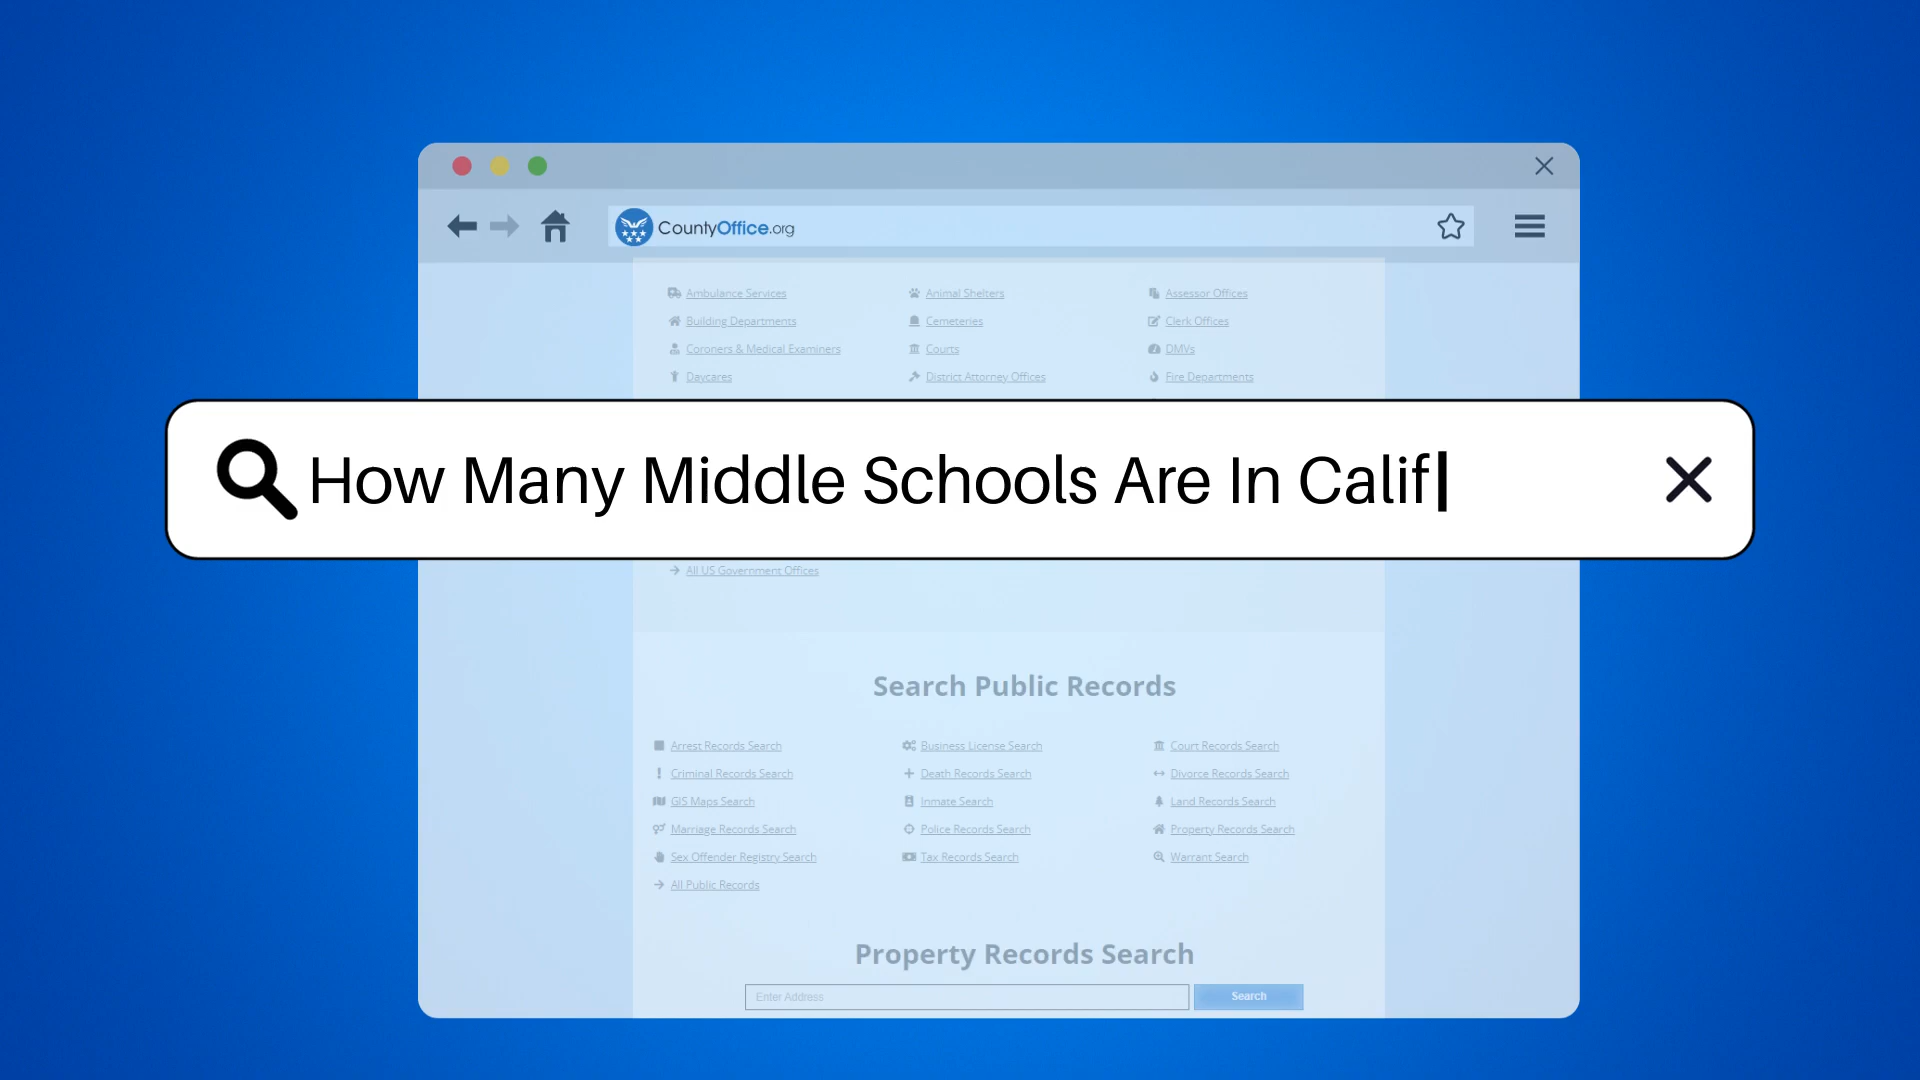 CountyOffice.org
Ambulance Services Animal Shelters Assessor Offices
Building Departments Cemeteries Clerk Offices
Coroners & Medical Examiners Courts DMVs
Daycares District Attorney Offices Fire Departments
How Many Middle Schools Are In Calif
All US Government Offices
Search Public Records
Arrest Records Search Business License Search Court Records Search
Criminal Records Search Death Records Search Divorce Records Search
GIS Maps Search Inmate Search Land Records Search
Marriage Records Search Police Records Search Property Records Search
Sex Offender Registry Search Tax Records Search Warrant Search
All Public Records
Property Records Search
Enter Address Search